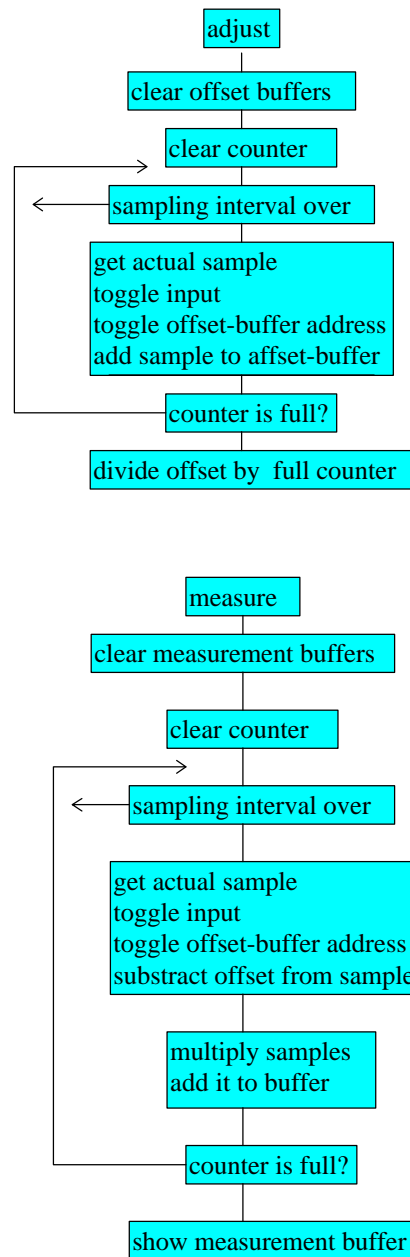 adjust
clear offset buffers
clear counter
sampling interval over
get actual sample
toggle input
toggle offset-buffer address
add sample to affset-buffer
counter is full?
divide offset by full counter
measure
clear measurement buffers
clear counter
sampling interval over
get actual sample
toggle input
toggle offset-buffer address
substract offset from sample
multiply samples
add it to buffer
counter is full?
show measurement buffer